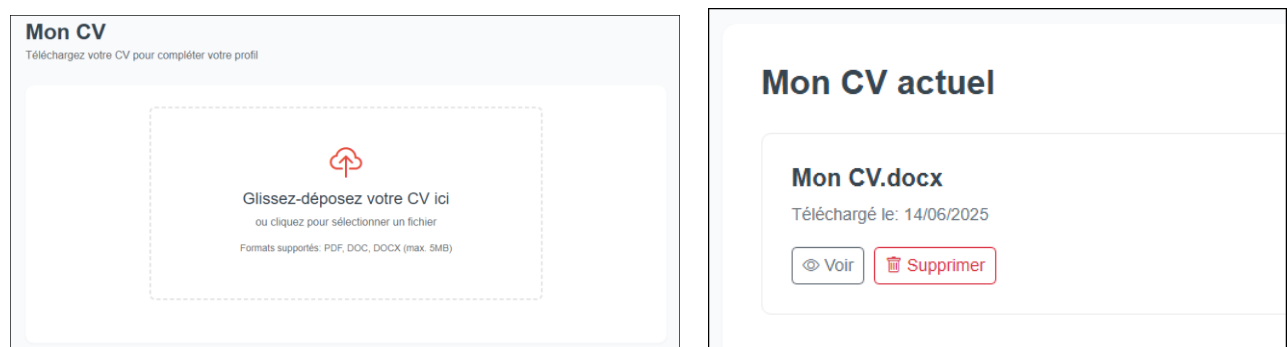 Mon CV
Téléchargez votre CV pour compléter votre profil
Glissez-déposez votre CV ici
ou cliquez pour sélectionner un fichier
Formats supportés: PDF, DOC, DOCX (max. 5MB)
Mon CV actuel
Mon CV.docx
Téléchargé le: 14/06/2025
Voir Supprimer